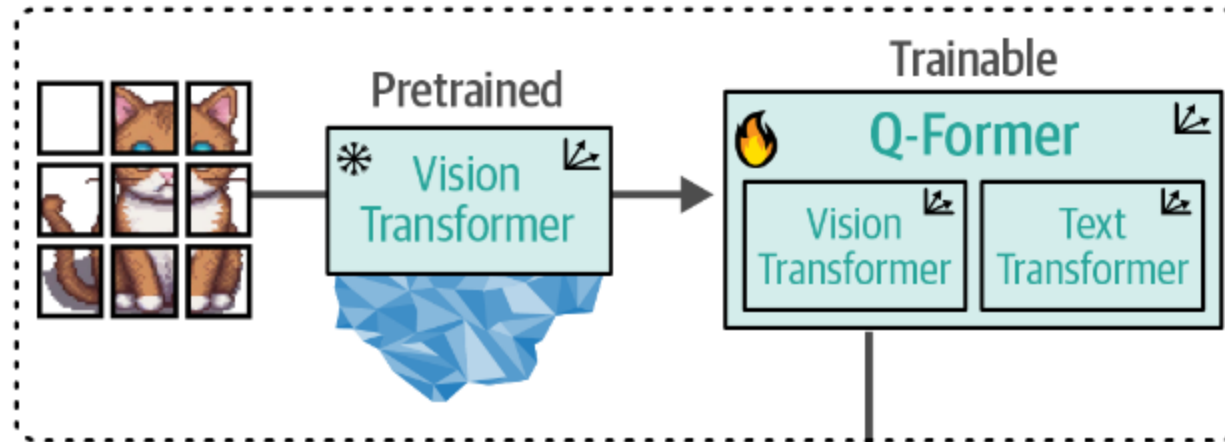 Pretrained
Vision
Transformer
Trainable
Q-Former
Vision
Transformer
Text
Transformer